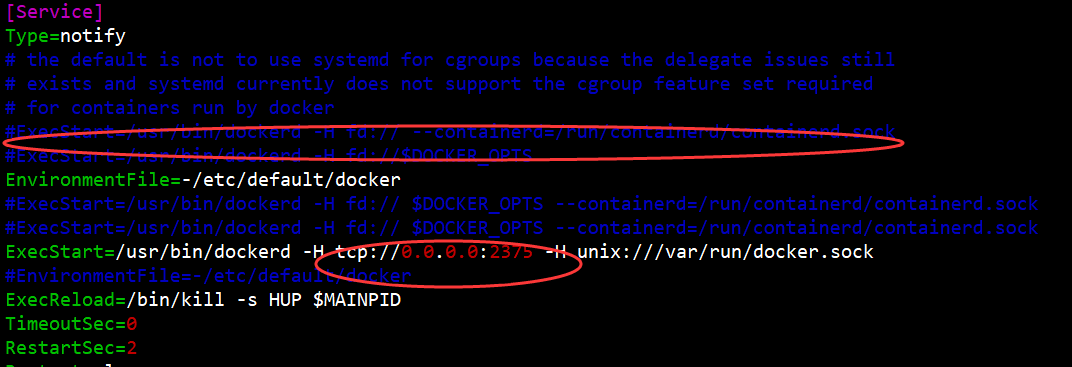 [Service]
Type=notify
# the default is not to use systemd for cgroups because the delegate issues still
# exists and systemd currently does not support the cgroup feature set required
# for containers run by docker
#ExecStart=/usr/bin/dockerd -H fd:// --containerd=/run/containerd/containerd.sock
#ExecStart=/usr/bin/dockerd -H fd://$DOCKER_OPTS
EnvironmentFile=-/etc/default/docker
#ExecStart=/usr/bin/dockerd -H fd:// $DOCKER_OPTS --containerd=/run/containerd/containerd.sock
#ExecStart=/usr/bin/dockerd -H fd:// $DOCKER_OPTS --containerd=/run/containerd/containerd.sock
ExecStart=/usr/bin/dockerd -H tcp://0.0.0.0:2375 -H unix:///var/run/docker.sock
#EnvironmentFile=-/etc/default/docker
ExecReload=/bin/kill -s HUP $MAINPID
TimeoutSec=0
RestartSec=2